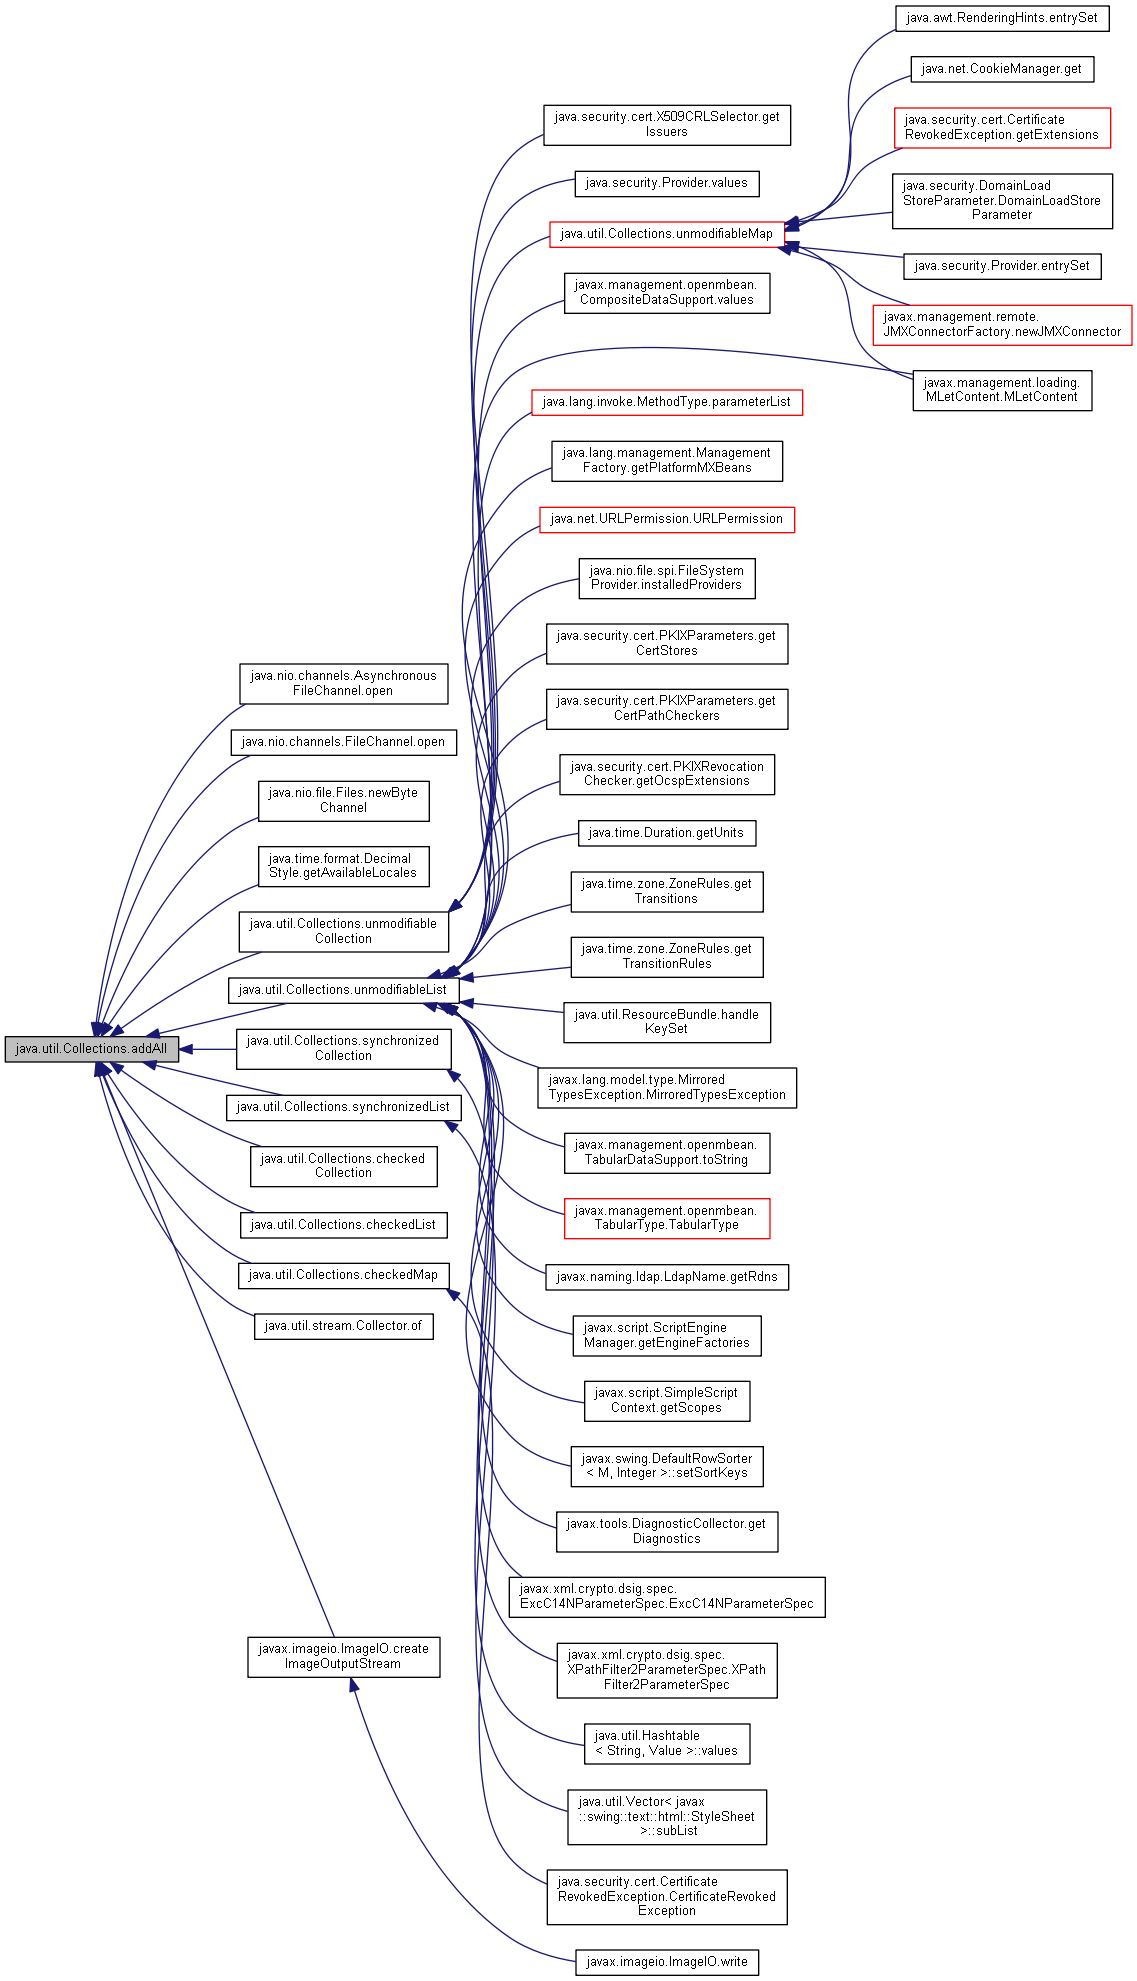 java.awt.RenderingHints.entrySet
java.net.CookieManager.get
java.security.cert.Certificate
RevokedException.getExtensions
java.security.DomainLoad
StoreParameter.DomainLoadStore
Parameter
java.security.Provider.entrySet
javax.management.remote.
JMXConnectorFactory.newJMXConnector
javax.management.loading.
MLetContent.MLetContent
java.security.cert.X509CRLSelector.get
Issuers
java.security.Provider.values
java.util.Collections.unmodifiableMap
javax.management.openmbean.
CompositeDataSupport.values
java.lang.invoke.MethodType.parameterList
java.lang.management.Management
Factory.getPlatformMXBeans
java.net.URLPermission.URLPermission
java.nio.file.spi.FileSystem
Provider.installedProviders
java.security.cert.PKIXParameters.get
CertStores
java.security.cert.PKIXParameters.get
CertPathCheckers
java.security.cert.PKIXRevocation
Checker.getOcspExtensions
java.time.Duration.getUnits
java.time.zone.ZoneRules.get
Transitions
java.time.zone.ZoneRules.get
TransitionRules
java.util.ResourceBundle.handle
KeySet
javax.lang.model.type.Mirrored
TypesException.MirroredTypesException
javax.management.openmbean.
TabularDataSupport.toString
javax.management.openmbean.
TabularType.TabularType
javax.naming.ldap.LdapName.getRdns
javax.script.ScriptEngine
Manager.getEngineFactories
javax.script.SimpleScript
Context.getScopes
javax.swing.DefaultRowSorter
< M, Integer >::setSortKeys
javax.tools.DiagnosticCollector.get
Diagnostics
javax.xml.crypto.dsig.spec.
ExcC14NParameterSpec.ExcC14NParameterSpec
javax.xml.crypto.dsig.spec.
XPathFilter2ParameterSpec.XPath
Filter2ParameterSpec
java.util.Hashtable
< String, Value >::values
java.util.Vector< javax
::swing::text::html::StyleSheet
>::subList
java.security.cert.Certificate
RevokedException.CertificateRevoked
Exception
javax.imageio.ImageIO.write
java.nio.channels.Asynchronous
FileChannel.open
java.nio.channels.FileChannel.open
java.nio.file.Files.newByte
Channel
java.time.format.Decimal
Style.getAvailableLocales
java.util.Collections.unmodifiable
Collection
java.util.Collections.unmodifiableList
java.util.Collections.synchronized
Collection
java.util.Collections.synchronizedList
java.util.Collections.checked
Collection
java.util.Collections.checkedList
java.util.Collections.checkedMap
java.util.stream.Collector.of
javax.imageio.ImageIO.create
ImageOutputStream
java.util.Collections.addAll